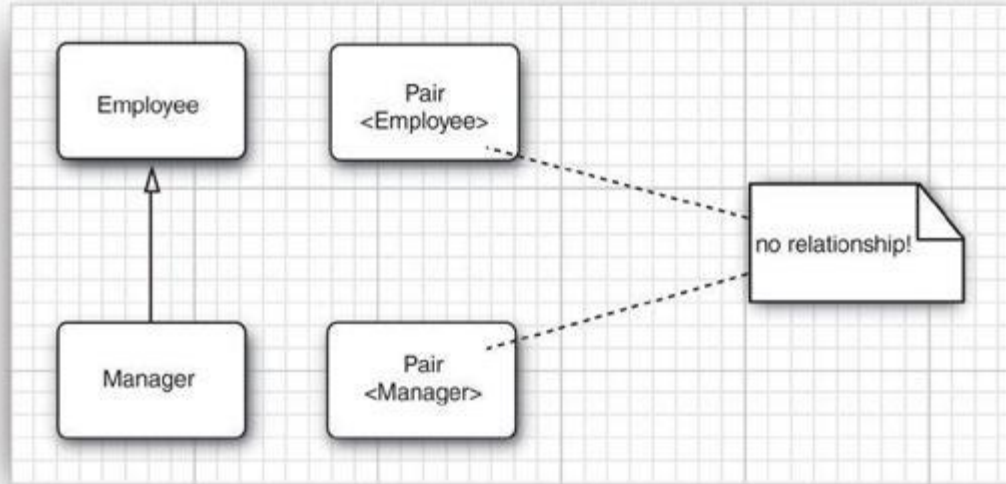 Employee
Pair
<Employee>
no relationship!
Manager
Pair
<Manager>